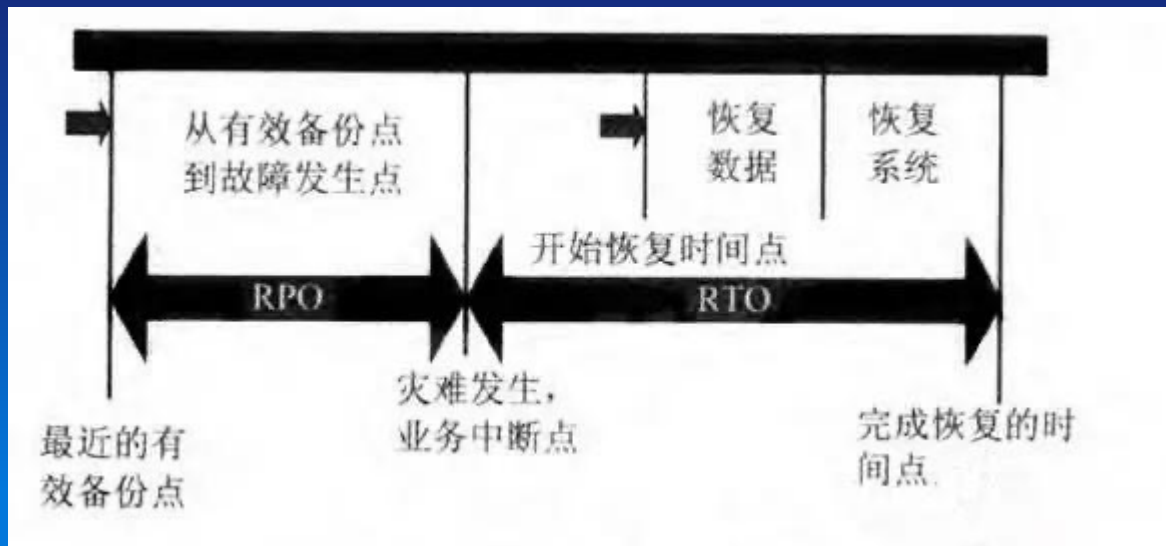 从有效备份点
到故障发生点
恢复
数据
恢复
系统
开始恢复时间点
RPO
RTO
灾难发生，
业务中断点
最近的有
效备份点
完成恢复的时
间点